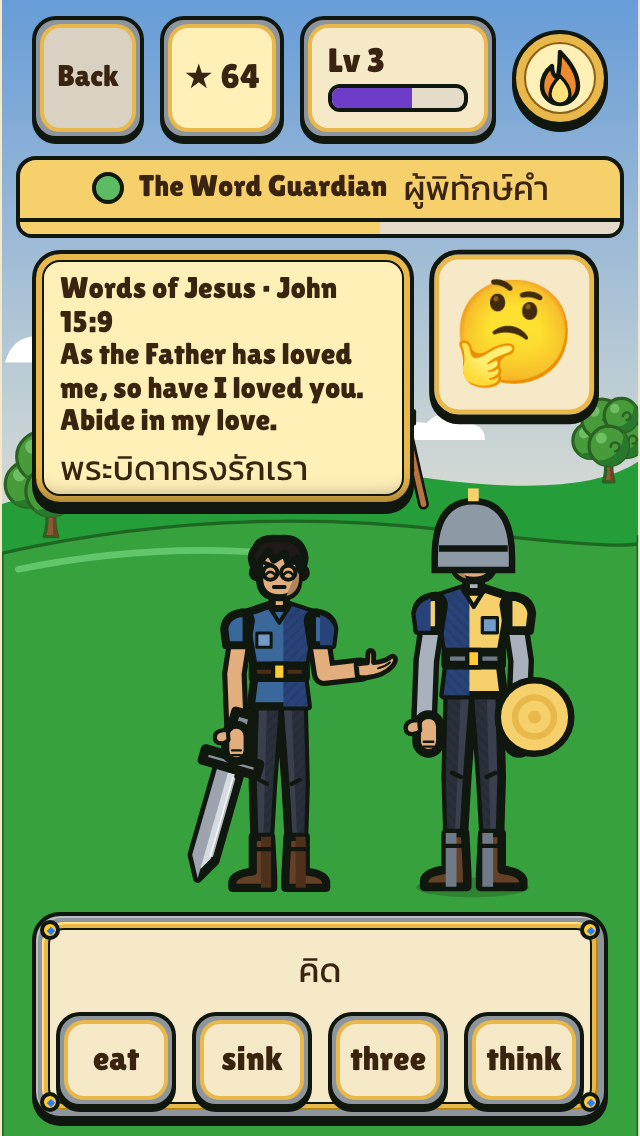 Back
★ 64
Lv 3
The Word Guardian ผู้พิทักษ์คำ
Words of Jesus · John
15:9
As the Father has loved
me, so have I loved you.
Abide in my love.
พระบิดาทรงรักเรา
คิด
eat
sink
three
think